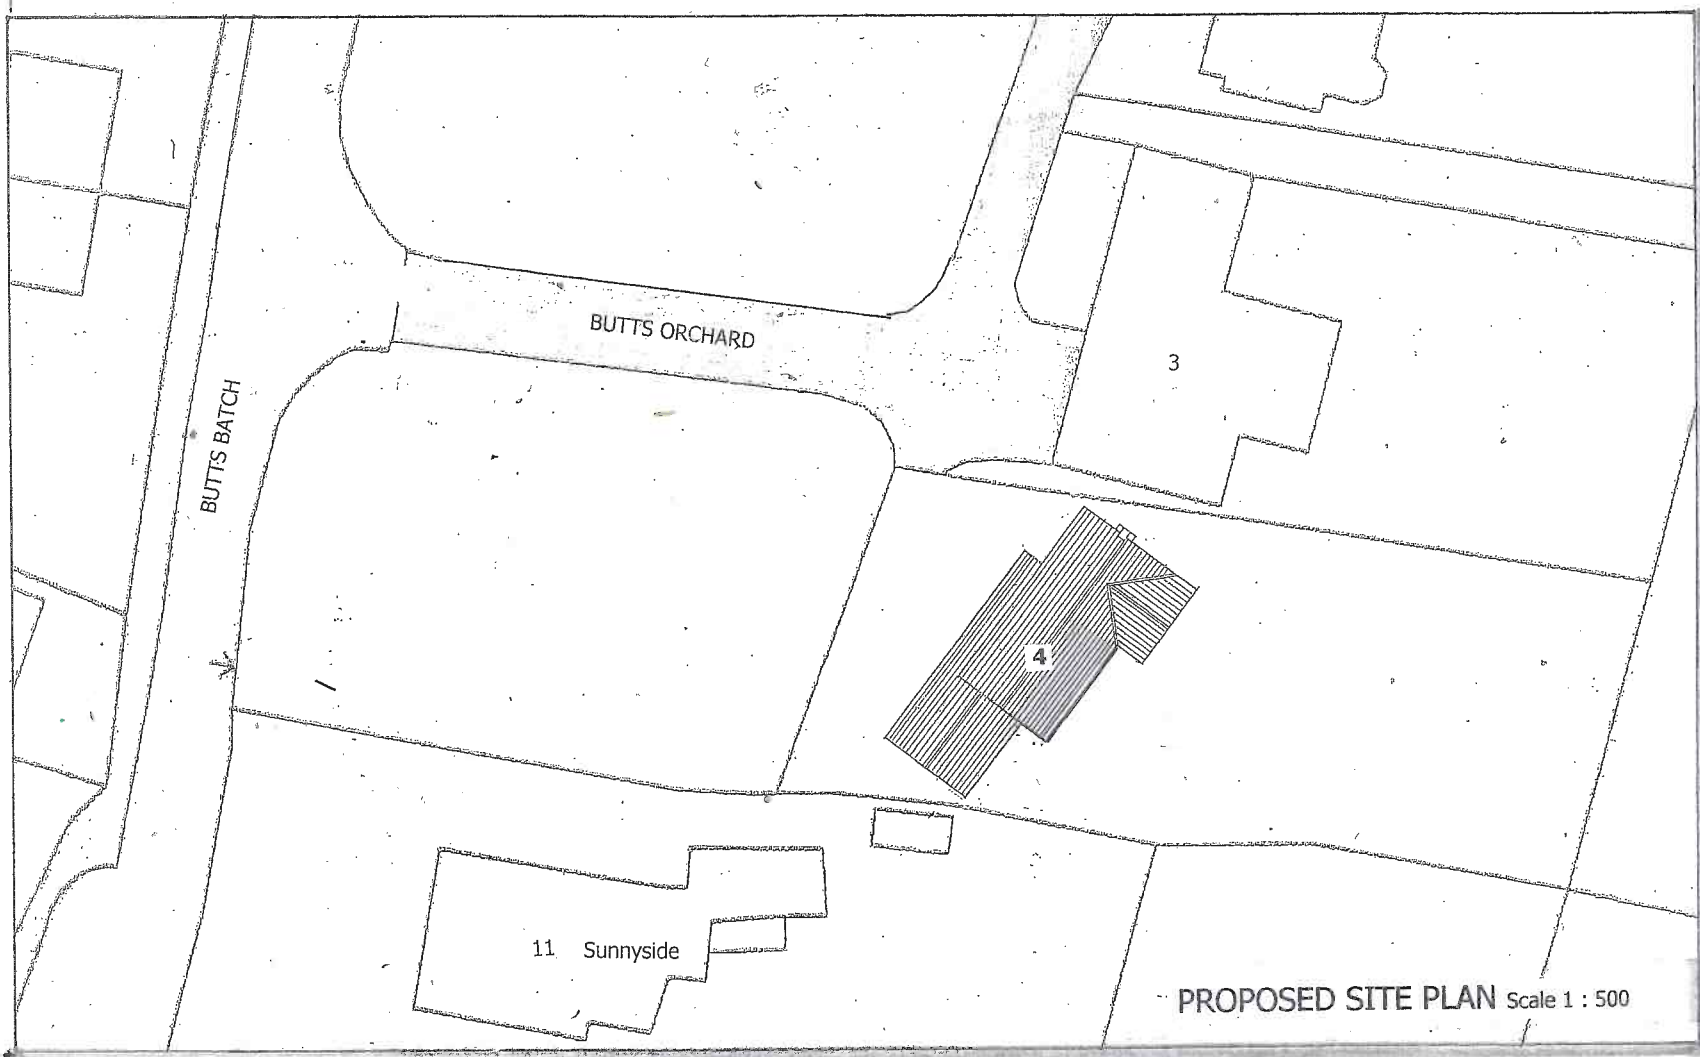 BUTTS ORCHARD
3
BUTTS BATCH
4
11 Sunnyside
PROPOSED SITE PLAN Scale 1 : 500